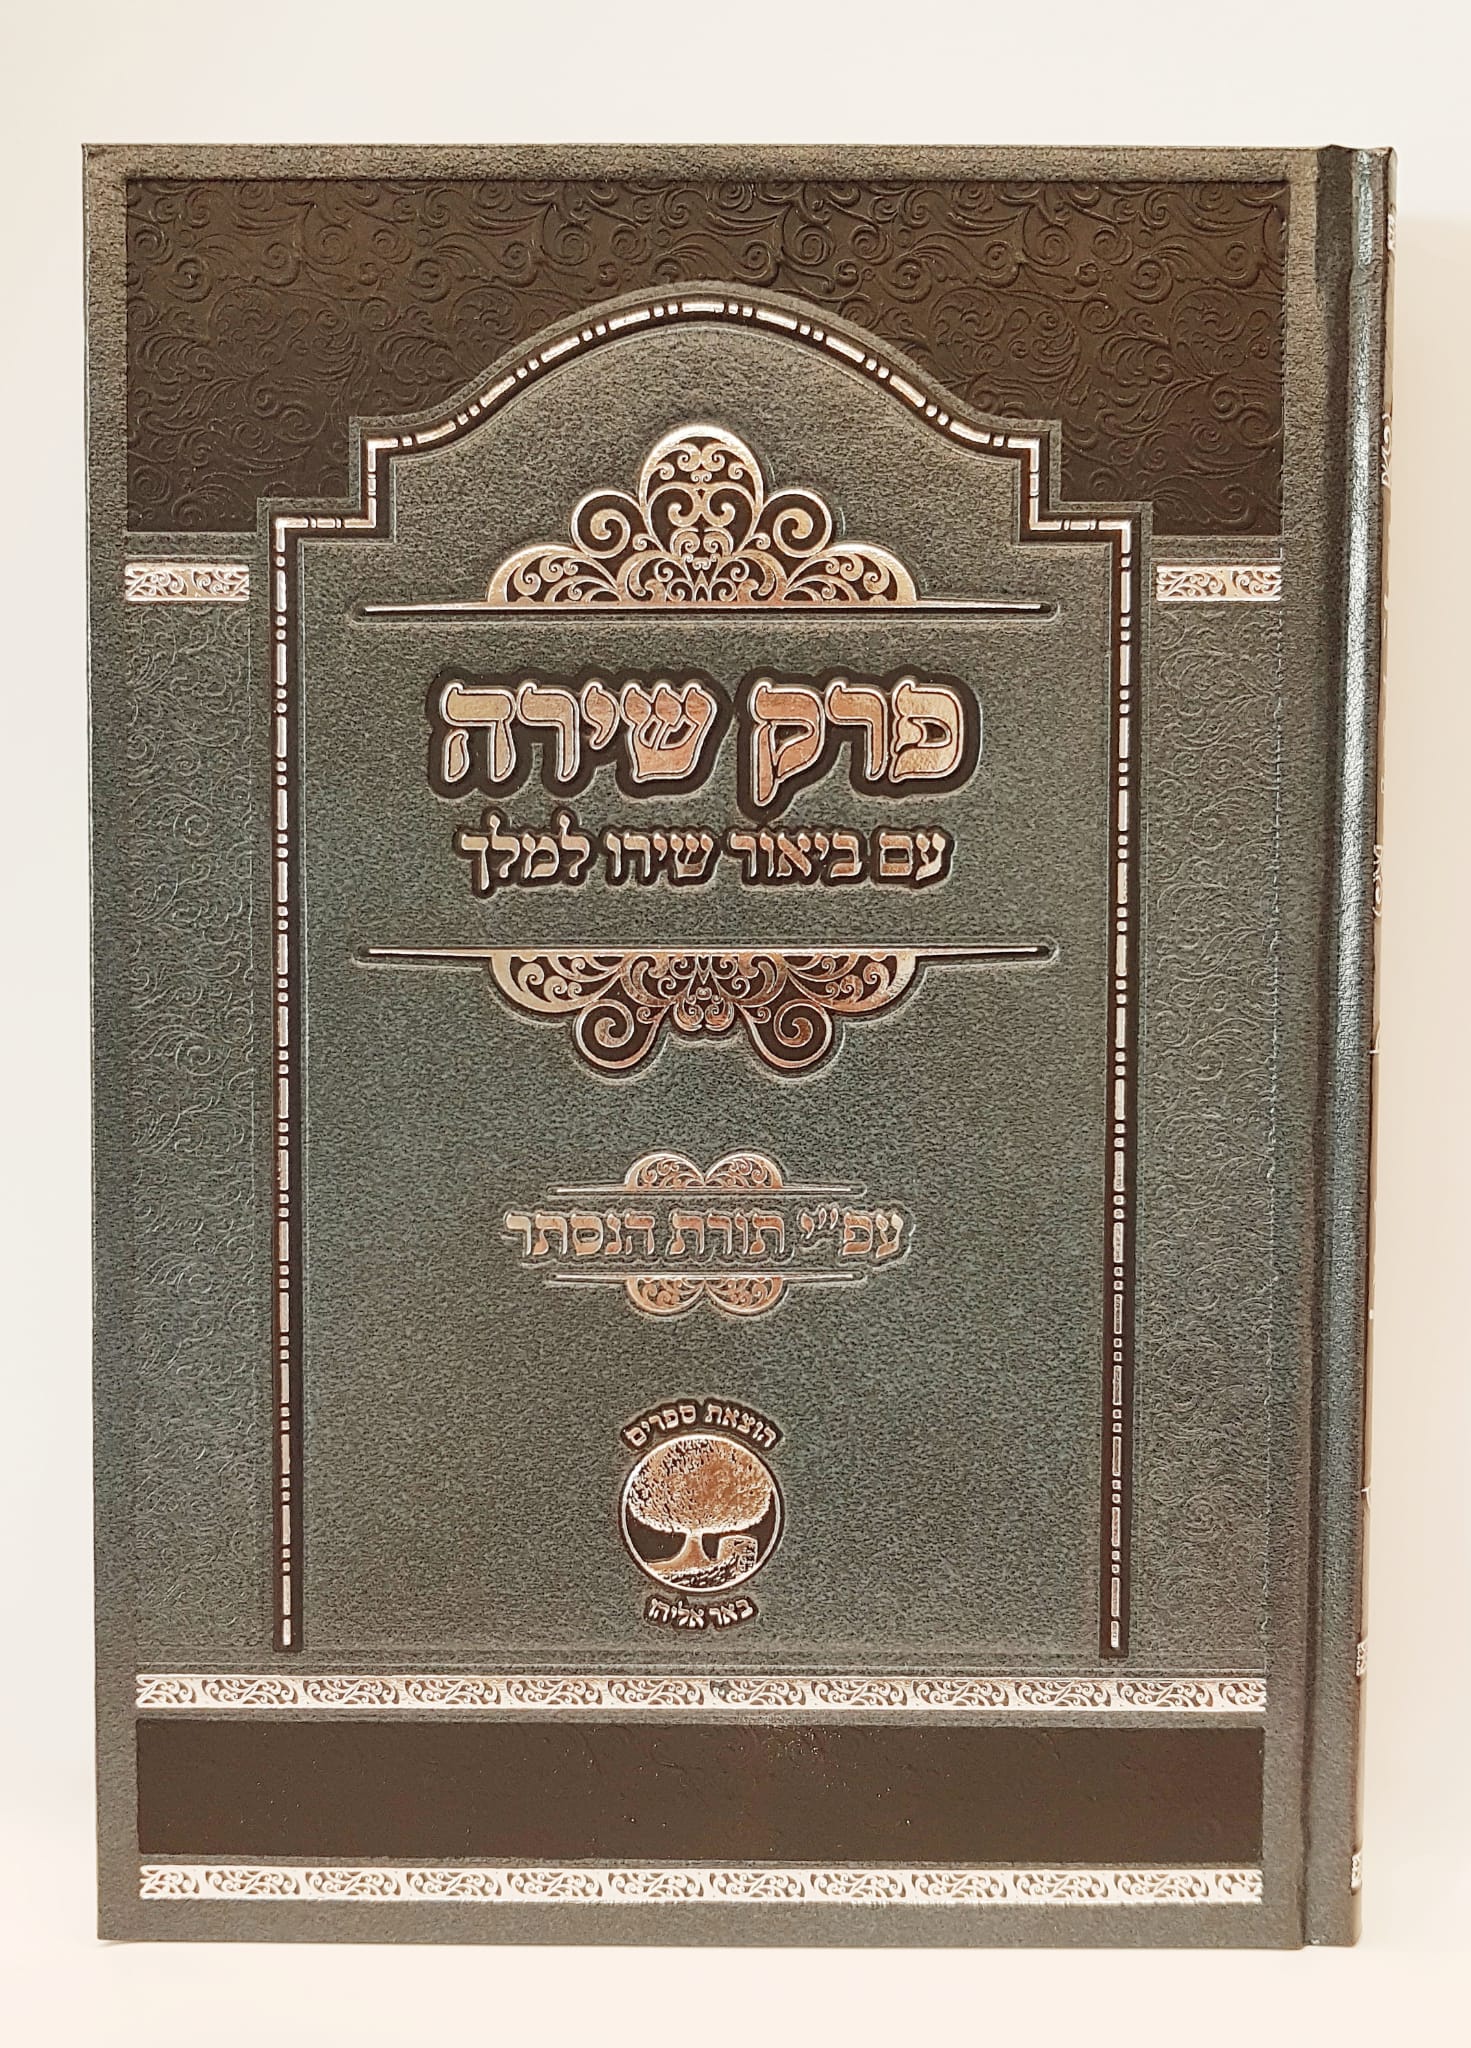 פרק שירה
עם ביאור שירו למלך
עפ"י תורת הנסתר
הוצאת ספרים
באר אליהו